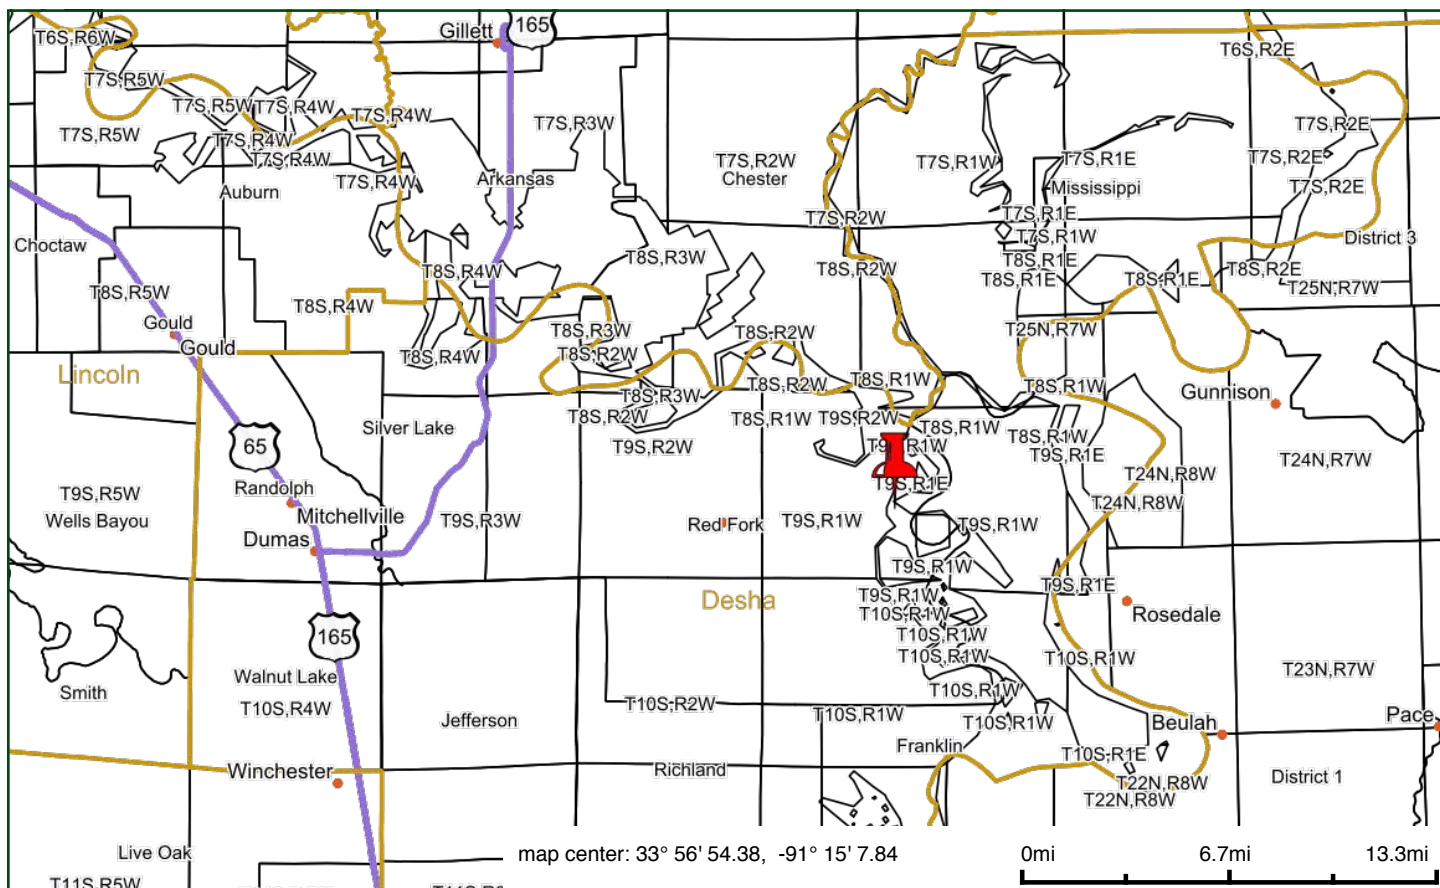 Gillett
165
T6S,R6W
T6S,R2E
T7S,R5W
T7S,R5W
T7S,R4W
T7S,R4W
T7S,R3W
T7S,R2E
T7S,R5W
T7S,R4W
T7S,R4W
T7S,R2W
Chester
T7S,R1W
T7S,R1E
T7S,R2E
T7S,R4W
Auburn
Arkansas
Mississippi
T7S,R2E
T7S,R2W
T7S,R1E
T7S,R1W
District 3
Choctaw
T8S,R3W
T8S,R1E
T8S,R4W
T8S,R2W
T8S,R1E
T8S,R1E
T8S,R2E
T25N,R7W
T8S,R5W
T8S,R4W
Gould
Gould
T8S,R3W
T8S,R2W
T25N,R7W
T8S,R4W
T8S,R2W
Lincoln
T8S,R3W
T8S,R2W
T8S,R1W
T8S,R1W
Gunnison
T8S,R2W
T8S,R1W
T9S,R2W
T8S,R1W
Silver Lake
T8S,R1W
65
T9S,R2W
T9S,R1E
T24N,R7W
T24N,R8W
T9S,R1E
Randolph
T9S,R5W
T24N,R8W
Mitchellville
Wells Bayou
T9S,R3W
Red Fork
T9S,R1W
T9S,R1W
Dumas
T9S,R1W
T9S,R1E
Desha
T9S,R1W
T10S,R1W
Rosedale
165
T10S,R1W
T10S,R1W
T10S,R1W
T23N,R7W
Walnut Lake
Smith
T10S,R1W
T10S,R4W
T10S,R2W
T10S,R1W
Jefferson
T10S,R1W
Beulah
Pace
Franklin
T10S,R1E
Winchester
Richland
District 1
T22N,R8W
T22N,R8W
Live Oak
map center: 33° 56' 54.38, -91° 15' 7.84
0mi 6.7mi 13.3mi
T11S,R5W